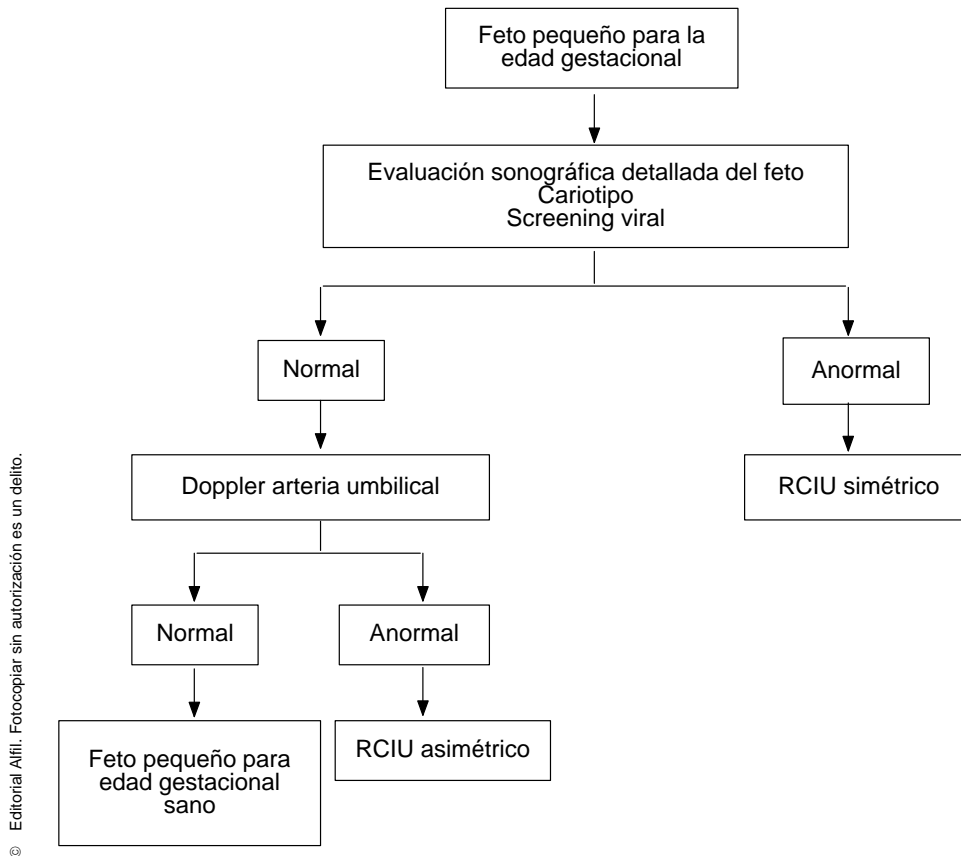 Feto pequeño para la
edad gestacional
Evaluación sonográfica detallada del feto
Cariotipo
Screening viral
Normal
Anormal
Doppler arteria umbilical
RCIU simétrico
Normal
Anormal
Feto pequeño para
edad gestacional
sano
RCIU asimétrico
© Editorial Alfil. Fotocopiar sin autorización es un delito.